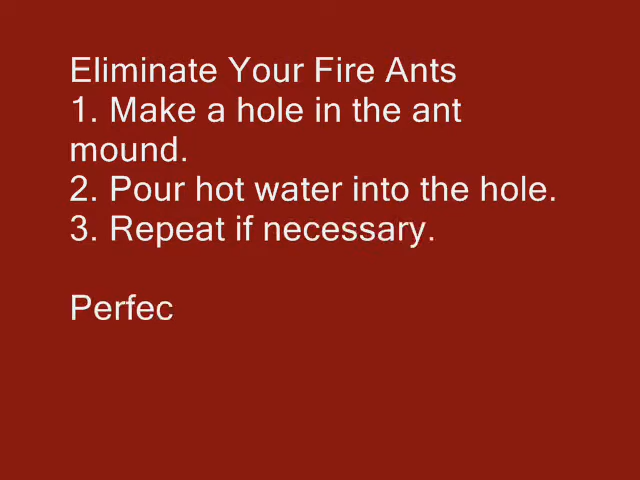 Eliminate Your Fire Ants
1. Make a hole in the ant
mound.
2. Pour hot water into the hole.
3. Repeat if necessary.
Perfec